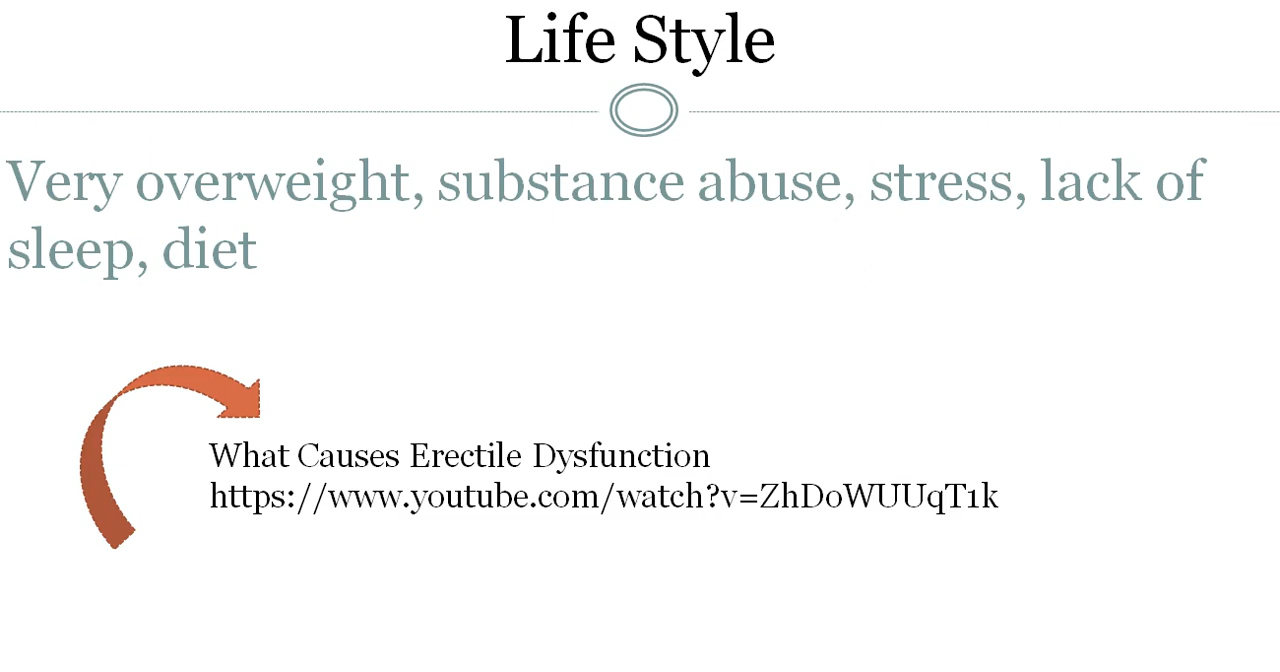 Life Style
Very overweight, substance abuse, stress, lack of
sleep, diet
What Causes Erectile Dysfunction
https://www.youtube.com/watch?v=ZhDoWUUqT1k